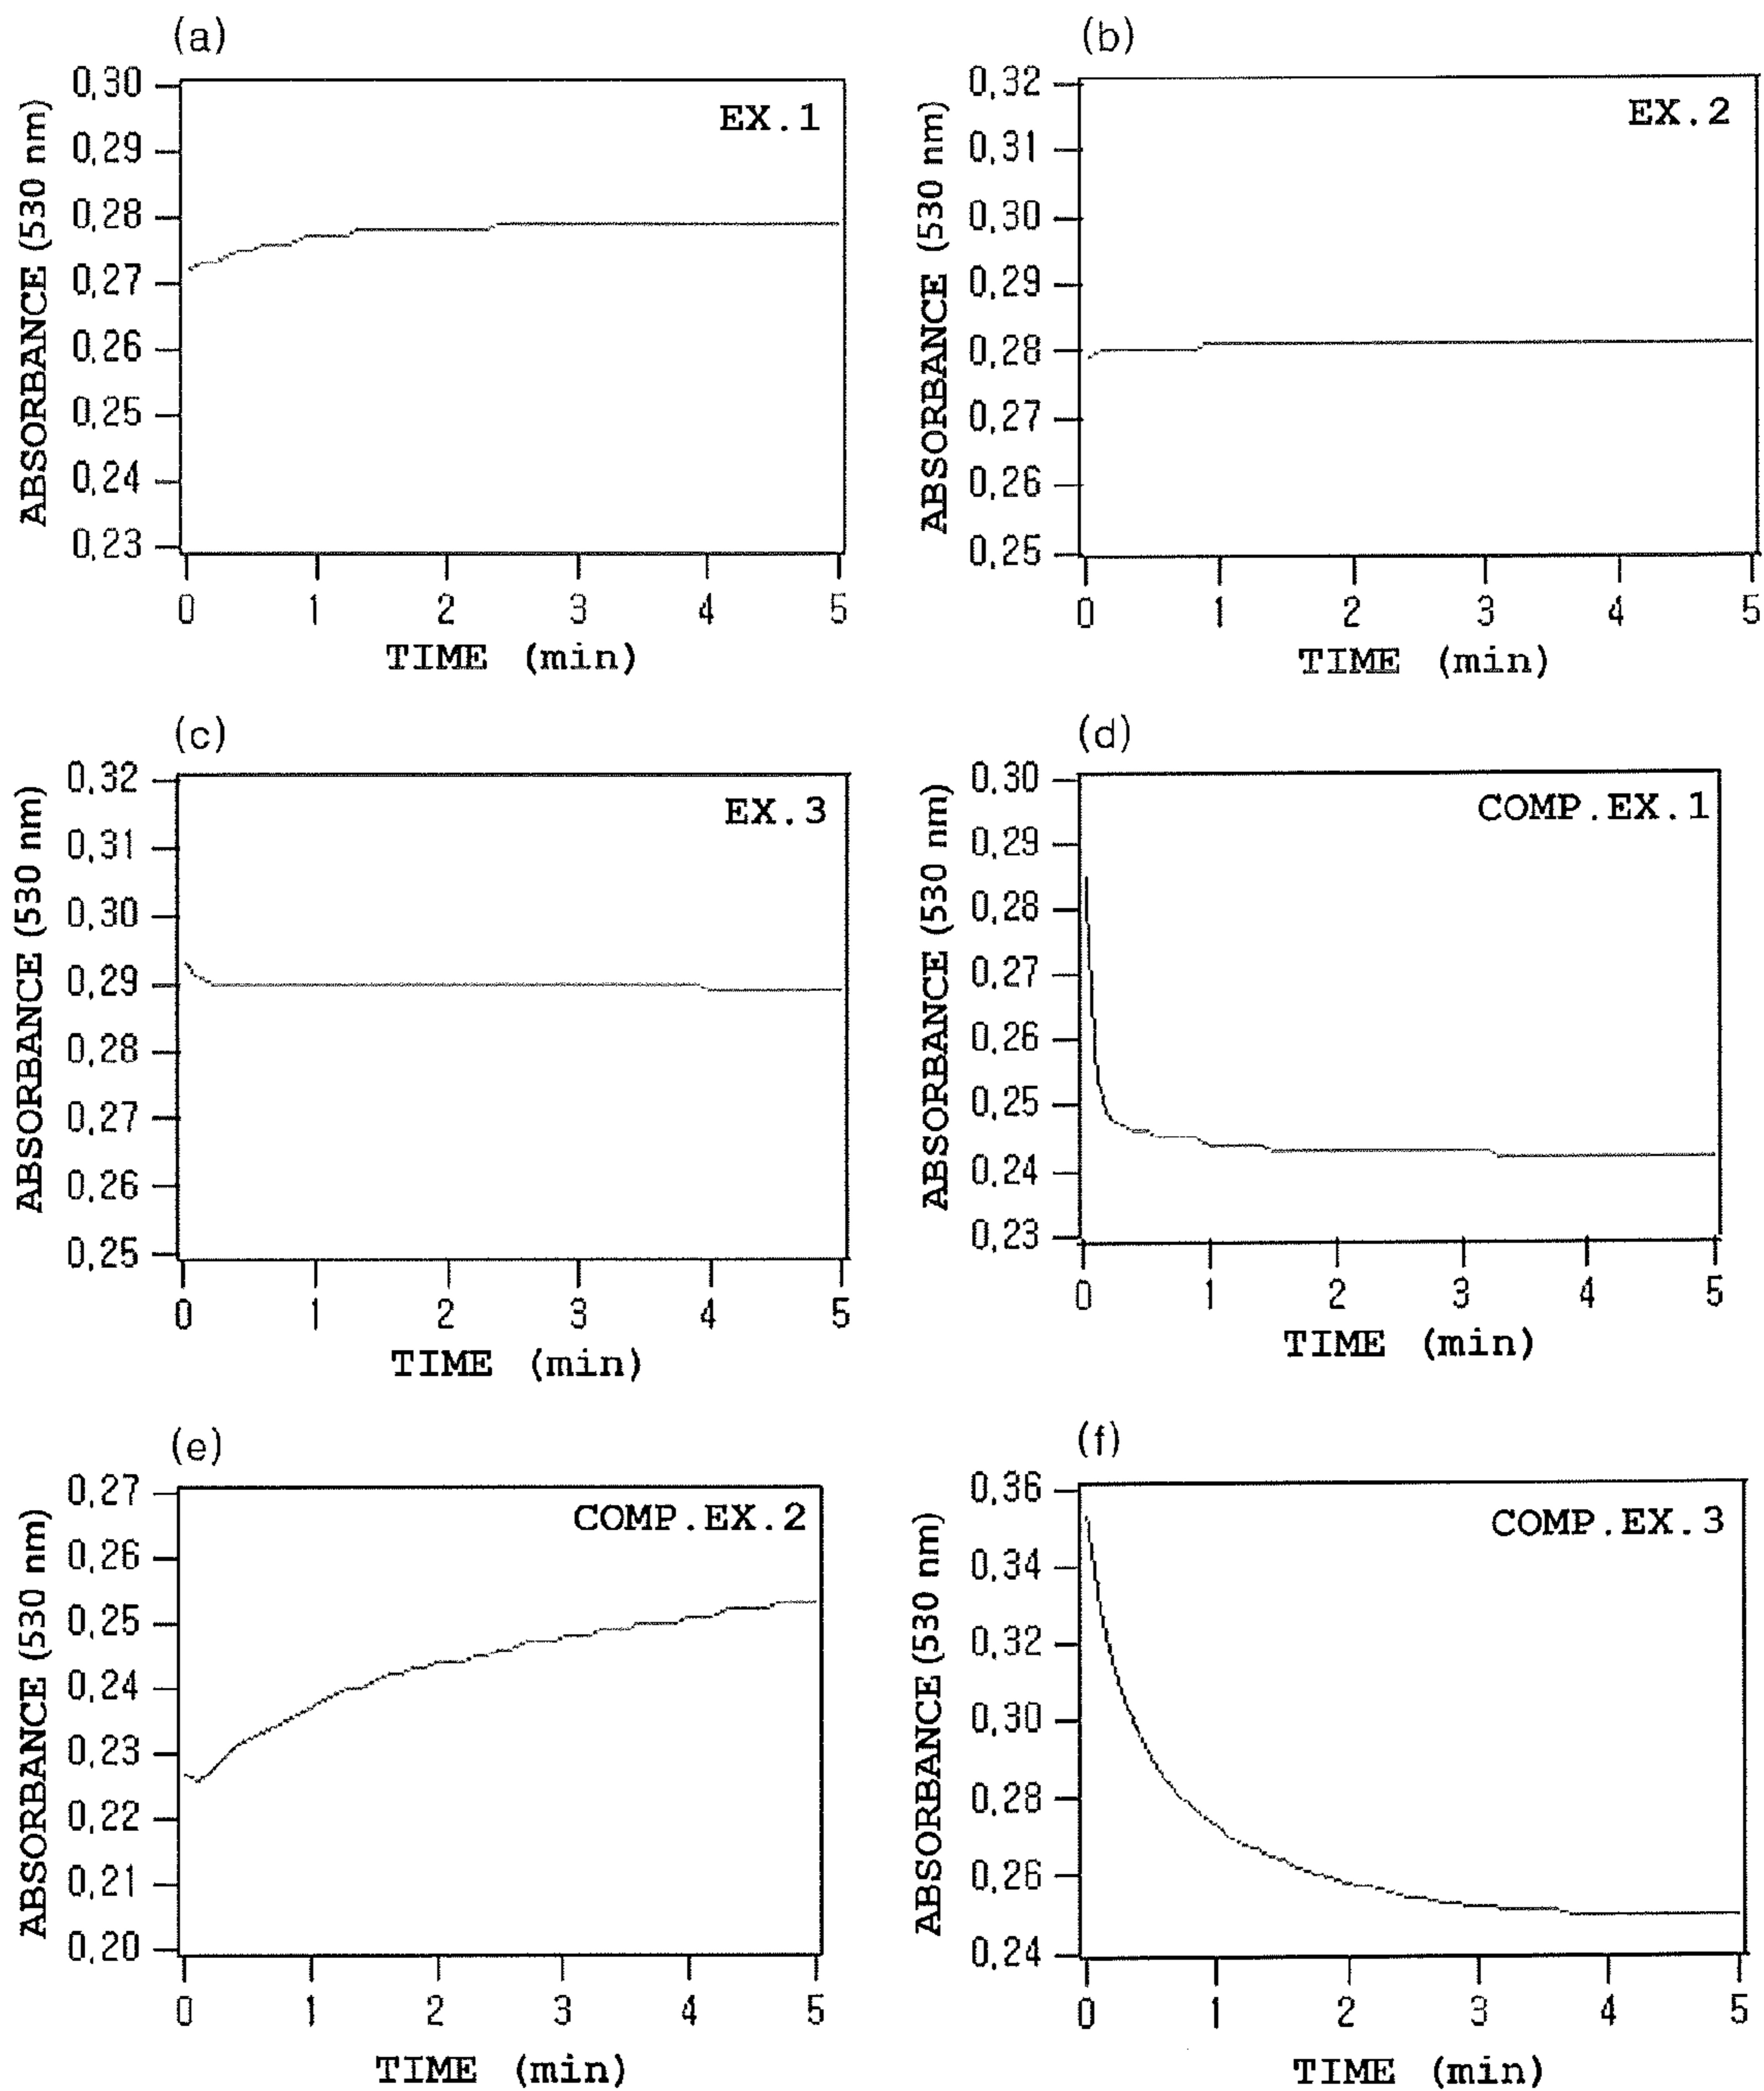 (a)
EX.1
ABSORBANCE (530 nm)
0,30
0,29
0,28
0,27
0,26
0,25
0,24
0,23
0 1 2 3 4 5
TIME (min)
(b)
EX.2
ABSORBANCE (530 nm)
0,32
0,31
0,30
0,29
0,28
0,27
0,26
0,25
0 1 2 3 4 5
TIME (min)
(c)
EX.3
ABSORBANCE (530 nm)
0,32
0,31
0,30
0,29
0,28
0,27
0,26
0,25
0 1 2 3 4 5
TIME (min)
(d)
COMP.EX.1
ABSORBANCE (530 nm)
0,30
0,29
0,28
0,27
0,26
0,25
0,24
0,23
0 1 2 3 4 5
TIME (min)
(e)
COMP.EX.2
ABSORBANCE (530 nm)
0,27
0,26
0,25
0,24
0,23
0,22
0,21
0,20
0 1 2 3 4 5
TIME (min)
(f)
COMP.EX.3
ABSORBANCE (530 nm)
0,36
0,34
0,32
0,30
0,28
0,26
0,24
0 1 2 3 4 5
TIME (min)